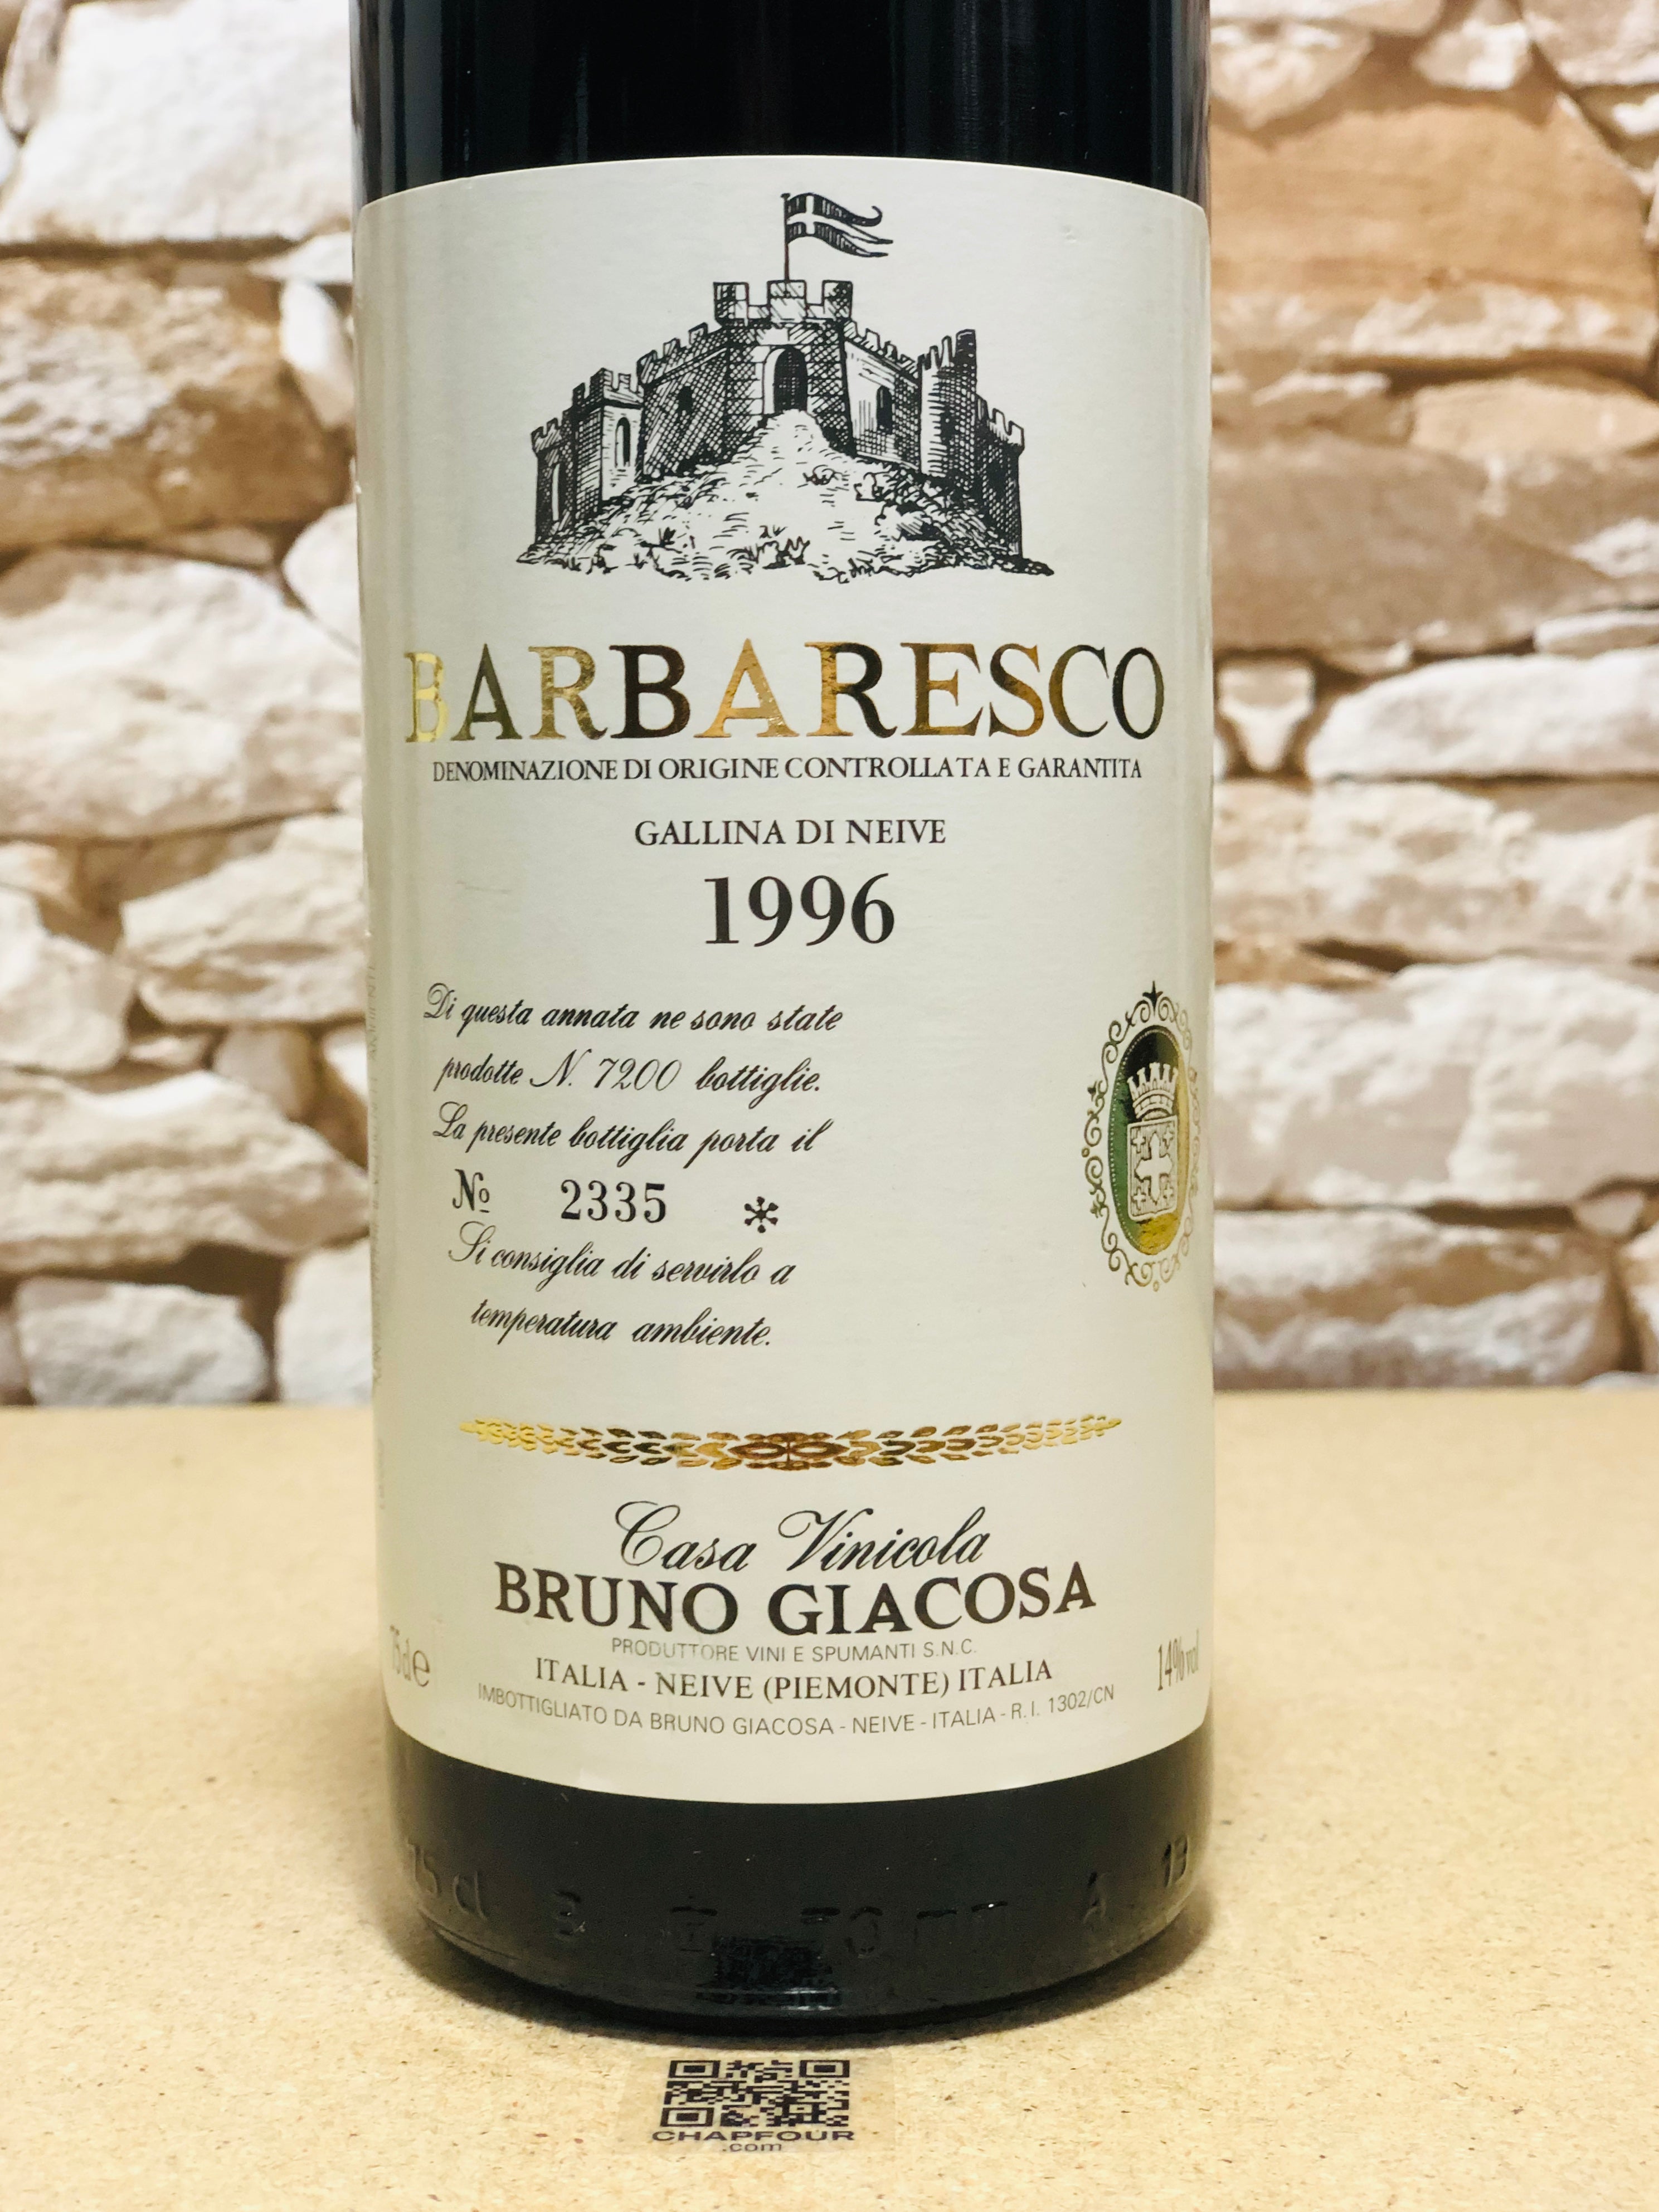 BARBARESCO
DENOMINAZIONE DI ORIGINE CONTROLLATA E GARANTITA
GALLINA DI NEIVE
1996
Di questa annata ne sono state
prodotte N. 7200 bottiglie.
La presente bottiglia porta il
№ 2335 *
Si consiglia di servirlo a
temperatura ambiente.
Casa Vinicola
BRUNO GIACOSA
PRODUTTORE VINI E SPUMANTI S.N.C.
ITALIA - NEIVE (PIEMONTE) ITALIA
IMBOTTIGLIATO DA BRUNO GIACOSA - NEIVE - ITALIA - R.I. 1302/CN
14% vol
75 cl
CHAPFOUR
.com